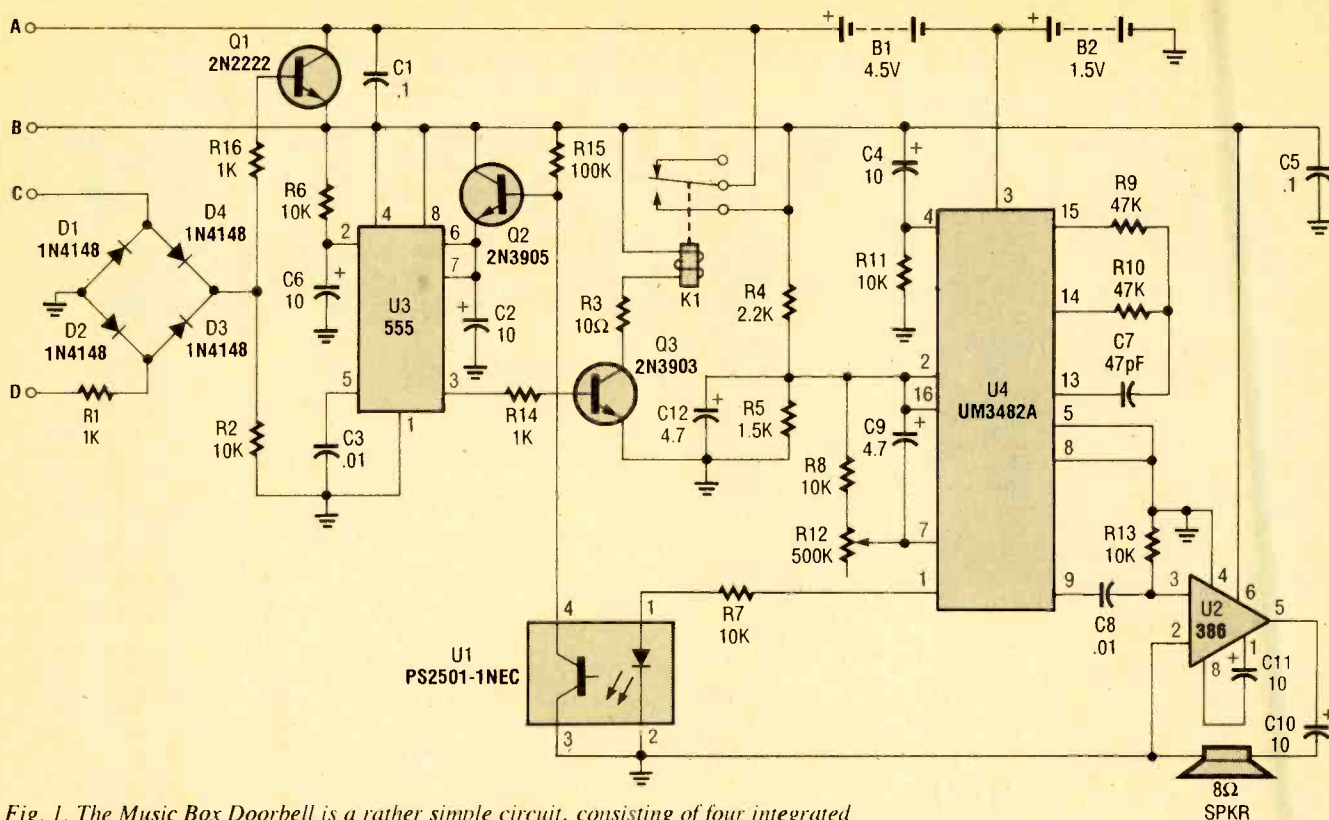 A
B
C
D
Q1
2N2222
C1
.1
+
B1
4.5V
+
B2
1.5V
R16
1K
R6
10K
D1
1N4148
D4
1N4148
D2
1N4148
D3
1N4148
R1
1K
R2
10K
C6
10
+
2
4
8
6
7
5
3
1
U3
555
Q2
2N3905
C2
10
+
C3
.01
R14
1K
R15
100K
R3
10Ω
K1
Q3
2N3903
C12
4.7
+
R4
2.2K
R5
1.5K
C4
10
+
R11
10K
R8
10K
C9
4.7
+
R12
500K
3
4
2
16
7
1
15
14
13
5
8
9
U4
UM3482A
R9
47K
R10
47K
C7
47pF
C5
.1
R13
10K
C8
.01
3
2
4
6
5
1
8
U2
386
C11
10
+
C10
10
+
R7
10K
4
1
3
2
U1
PS2501-1NEC
8Ω
SPKR
Fig. 1. The Music Box Doorbell is a rather simple circuit, consisting of four integrated